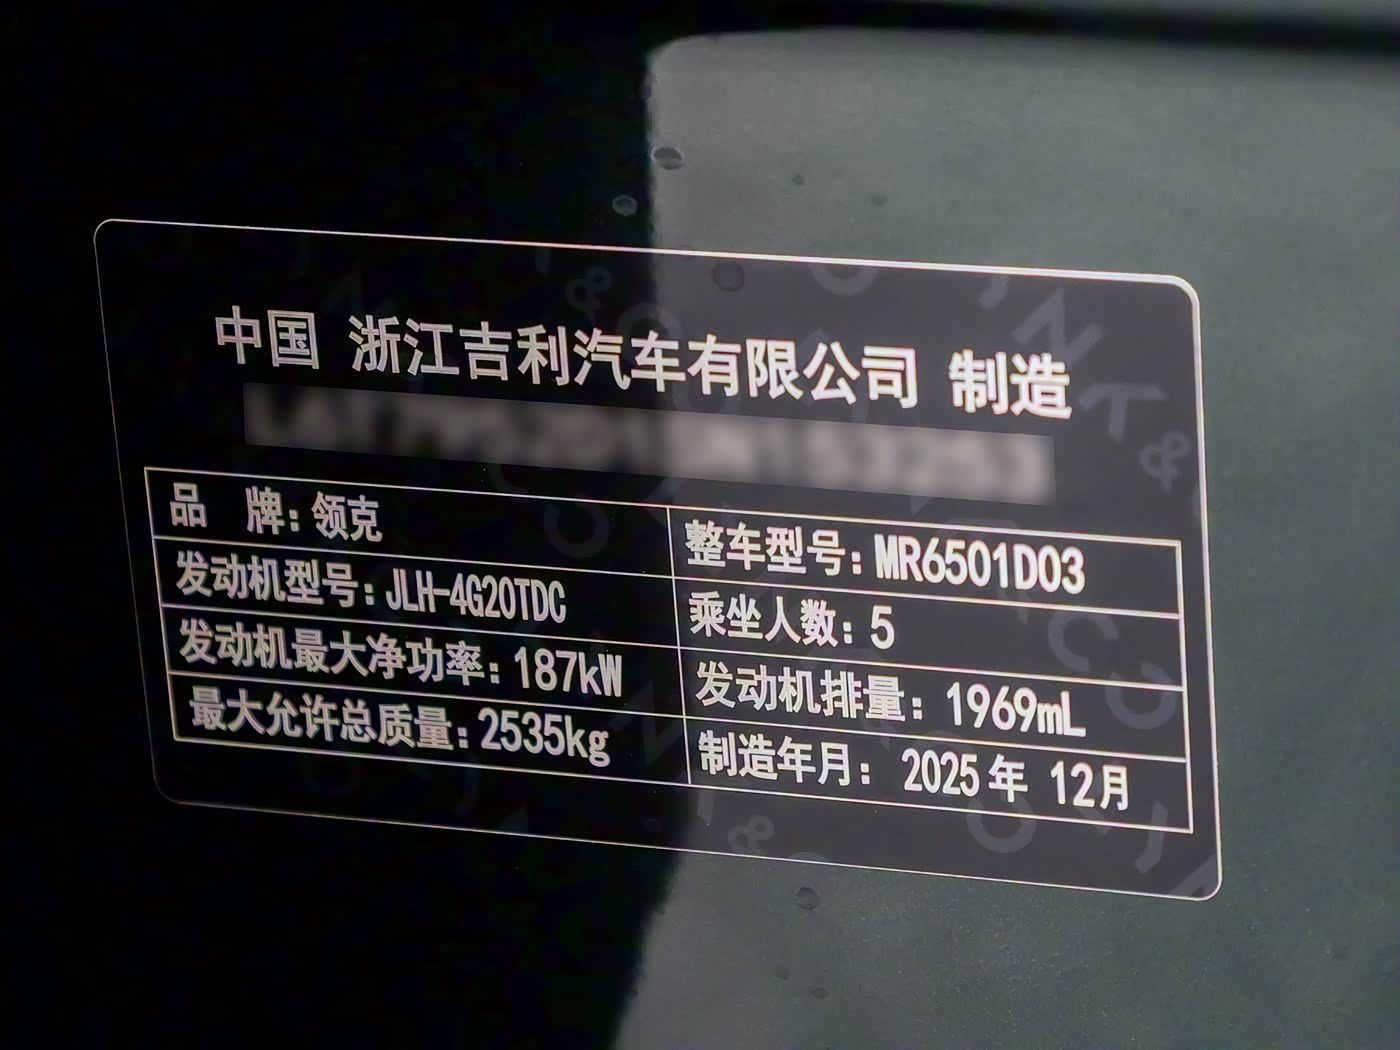 中国 浙江吉利汽车有限公司 制造
品 牌：领克 整车型号：MR6501D03
发动机型号：JLH-4G20TDC 乘坐人数：5
发动机最大净功率：187kW 发动机排量：1969mL
最大允许总质量：2535kg 制造年月：2025年 12月